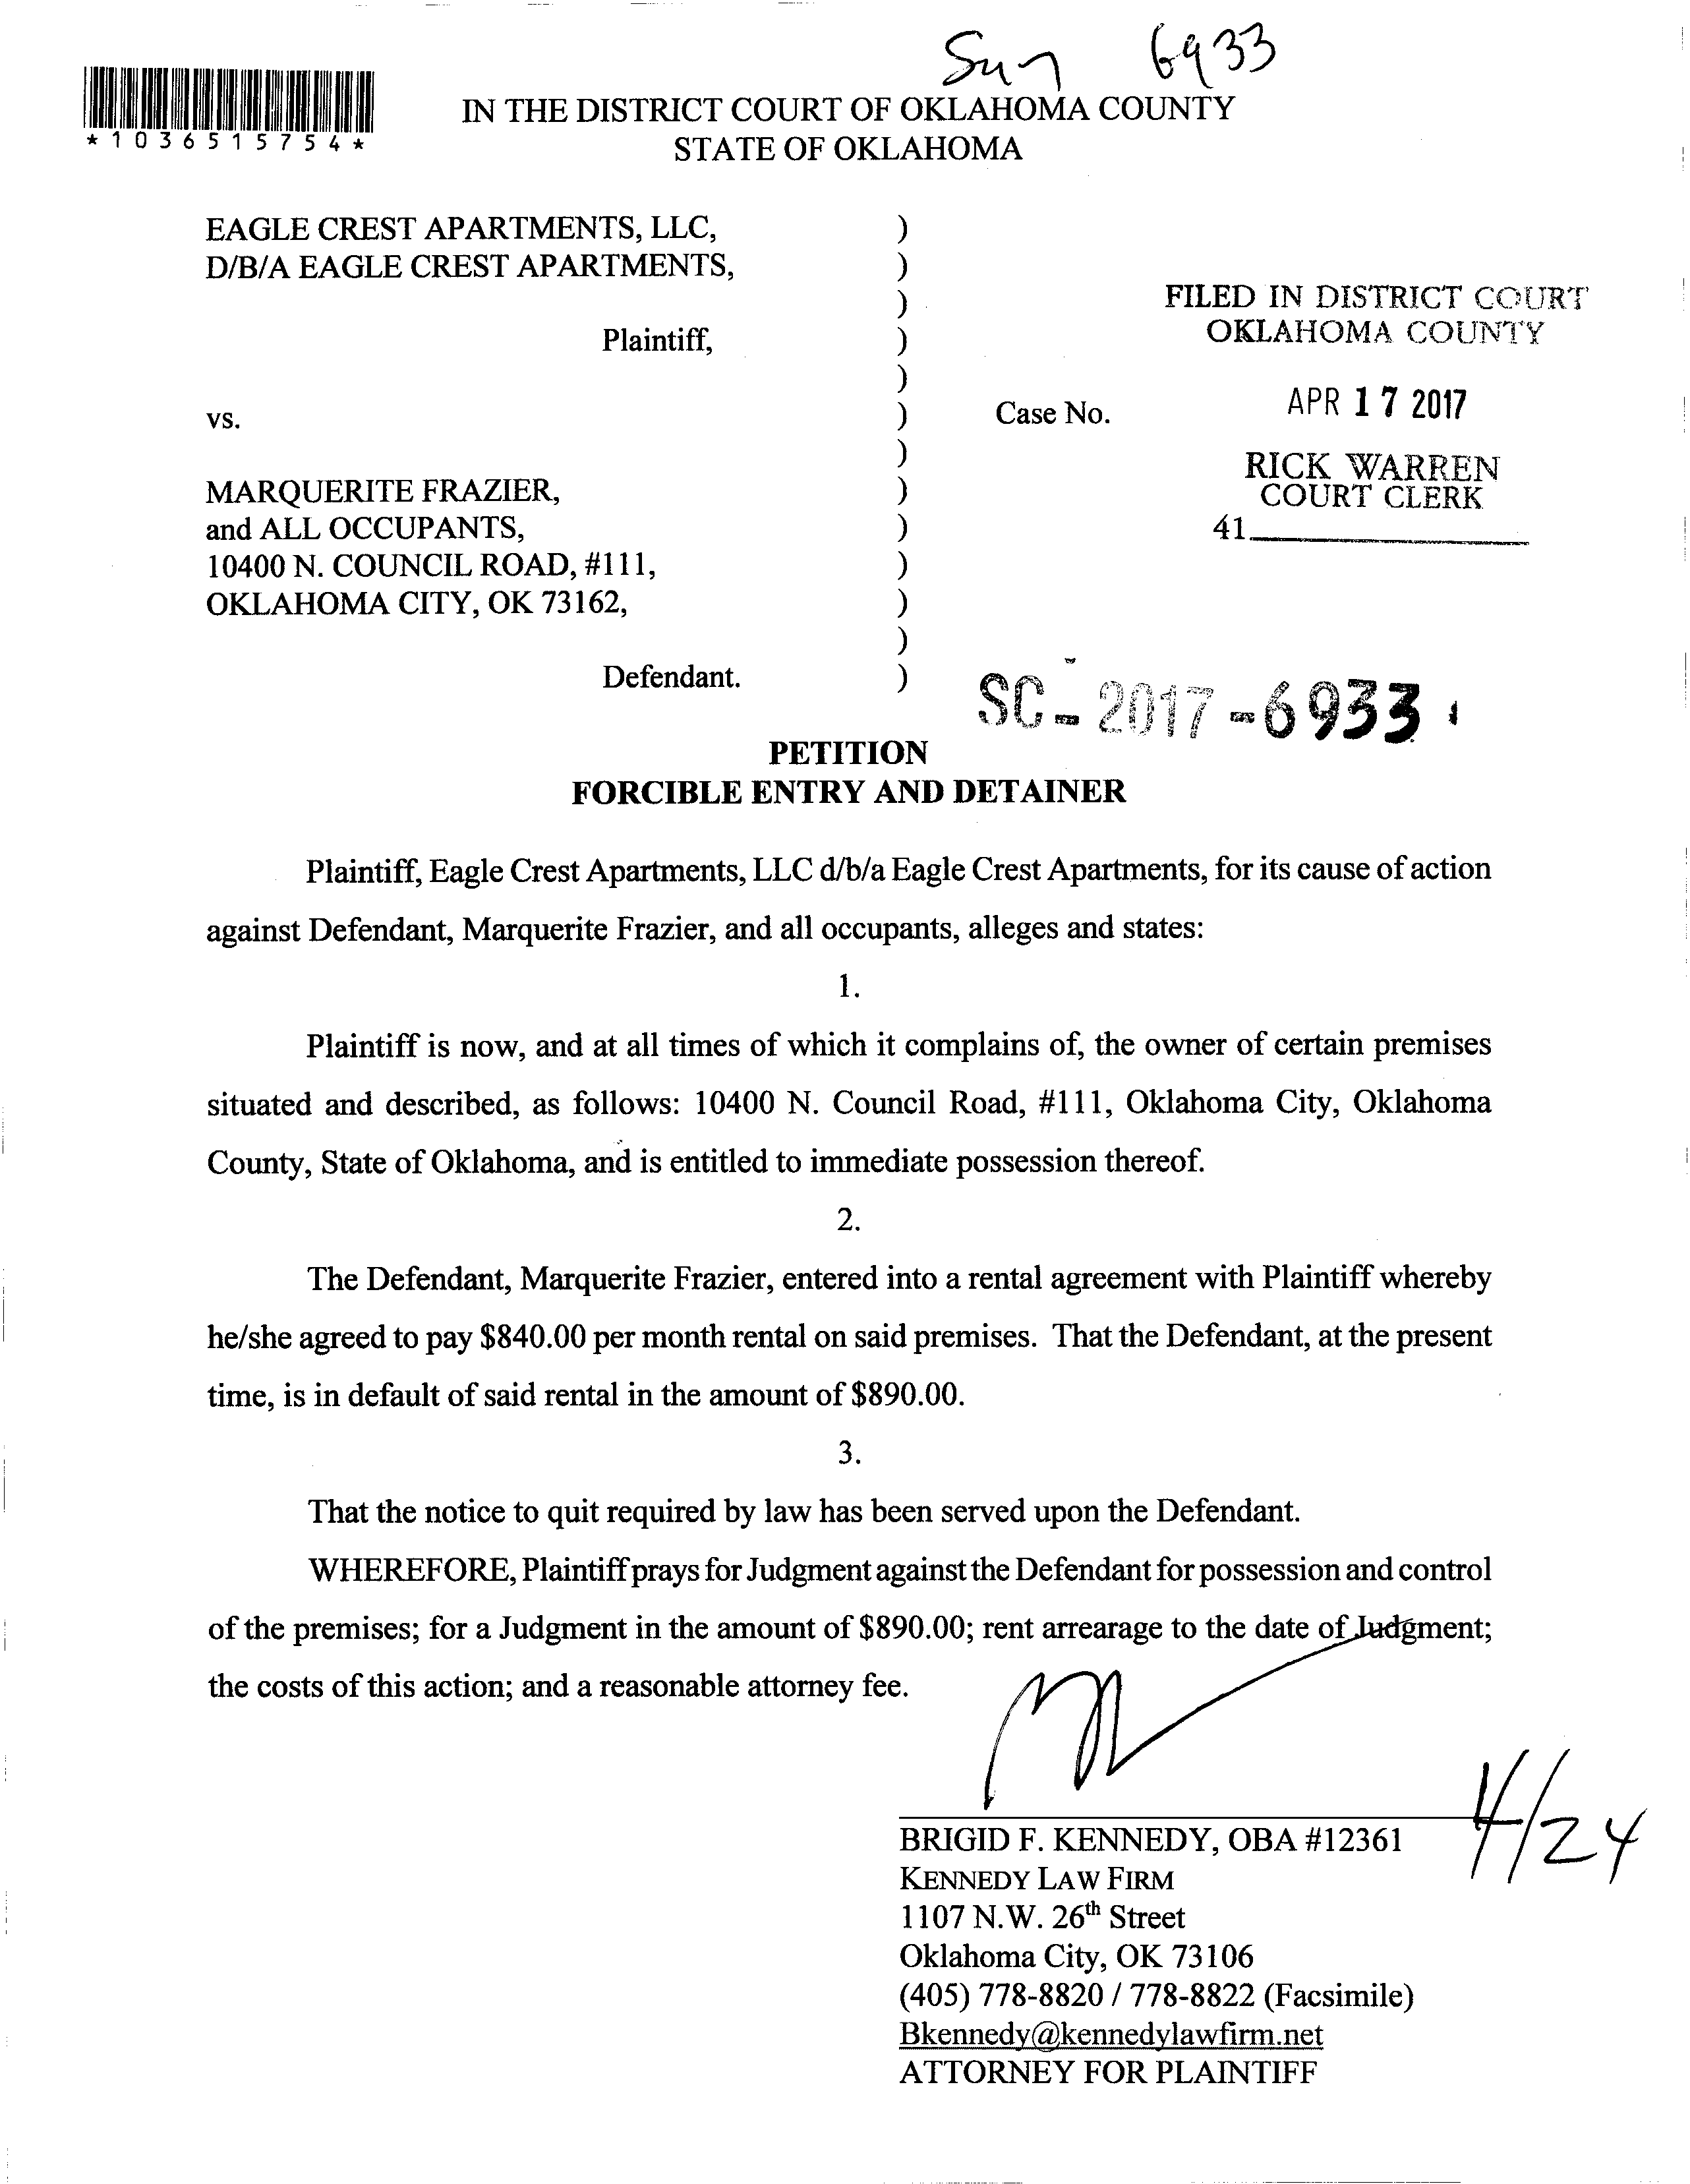 Sun 6933
*1036515754*
IN THE DISTRICT COURT OF OKLAHOMA COUNTY
STATE OF OKLAHOMA
EAGLE CREST APARTMENTS, LLC, )
D/B/A EAGLE CREST APARTMENTS, )
)
FILED IN DISTRICT COURT
OKLAHOMA COUNTY
Plaintiff, )
)
vs. ) Case No.
APR 17 2017
)
RICK WARREN
COURT CLERK
41
MARQUERITE FRAZIER, )
and ALL OCCUPANTS, )
10400 N. COUNCIL ROAD, #111, )
OKLAHOMA CITY, OK 73162, )
)
Defendant. )
SC-2017-6933
PETITION
FORCIBLE ENTRY AND DETAINER
Plaintiff, Eagle Crest Apartments, LLC d/b/a Eagle Crest Apartments, for its cause of action
against Defendant, Marquerite Frazier, and all occupants, alleges and states:
1.
Plaintiff is now, and at all times of which it complains of, the owner of certain premises
situated and described, as follows: 10400 N. Council Road, #111, Oklahoma City, Oklahoma
County, State of Oklahoma, and is entitled to immediate possession thereof.
2.
The Defendant, Marquerite Frazier, entered into a rental agreement with Plaintiff whereby
he/she agreed to pay $840.00 per month rental on said premises. That the Defendant, at the present
time, is in default of said rental in the amount of $890.00.
3.
That the notice to quit required by law has been served upon the Defendant.
WHEREFORE, Plaintiff prays for Judgment against the Defendant for possession and control
of the premises; for a Judgment in the amount of $890.00; rent arrearage to the date of Judgment;
the costs of this action; and a reasonable attorney fee.
4/24
BRIGID F. KENNEDY, OBA #12361
KENNEDY LAW FIRM
1107 N.W. 26th Street
Oklahoma City, OK 73106
(405) 778-8820 / 778-8822 (Facsimile)
Bkennedy@kennedylawfirm.net
ATTORNEY FOR PLAINTIFF